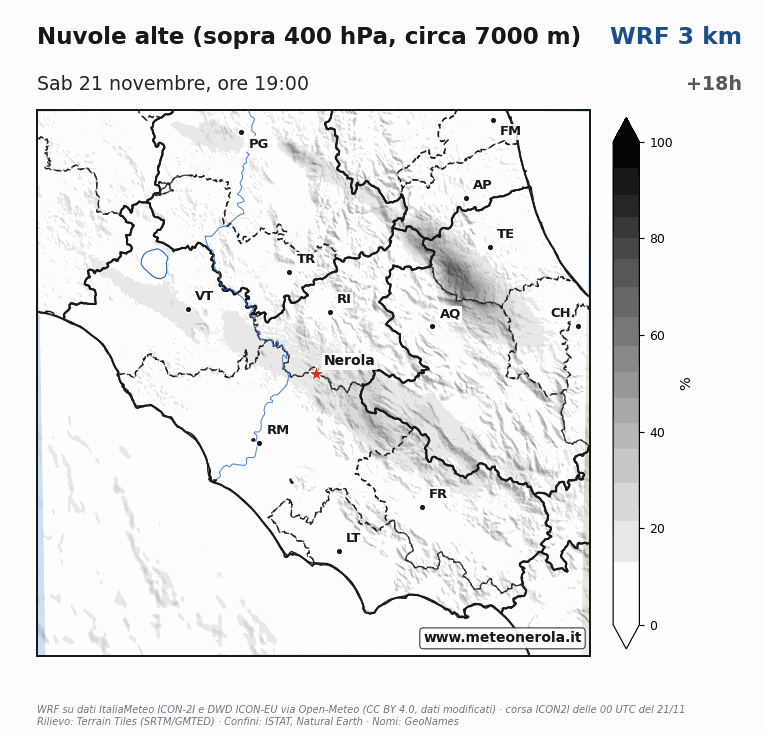 Nuvole alte (sopra 400 hPa, circa 7000 m) WRF 3 km
Sab 21 novembre, ore 19:00 +18h
FM
PG
AP
TE
TR
VT
RI
AQ
CH
Nerola
RM
FR
LT
100
80
60
40
20
0
%
www.meteonerola.it
WRF su dati ItaliaMeteo ICON-2I e DWD ICON-EU via Open-Meteo (CC BY 4.0, dati modificati) · corsa ICON2I delle 00 UTC del 21/11
Rilievo: Terrain Tiles (SRTM/GMTED) · Confini: ISTAT, Natural Earth · Nomi: GeoNames